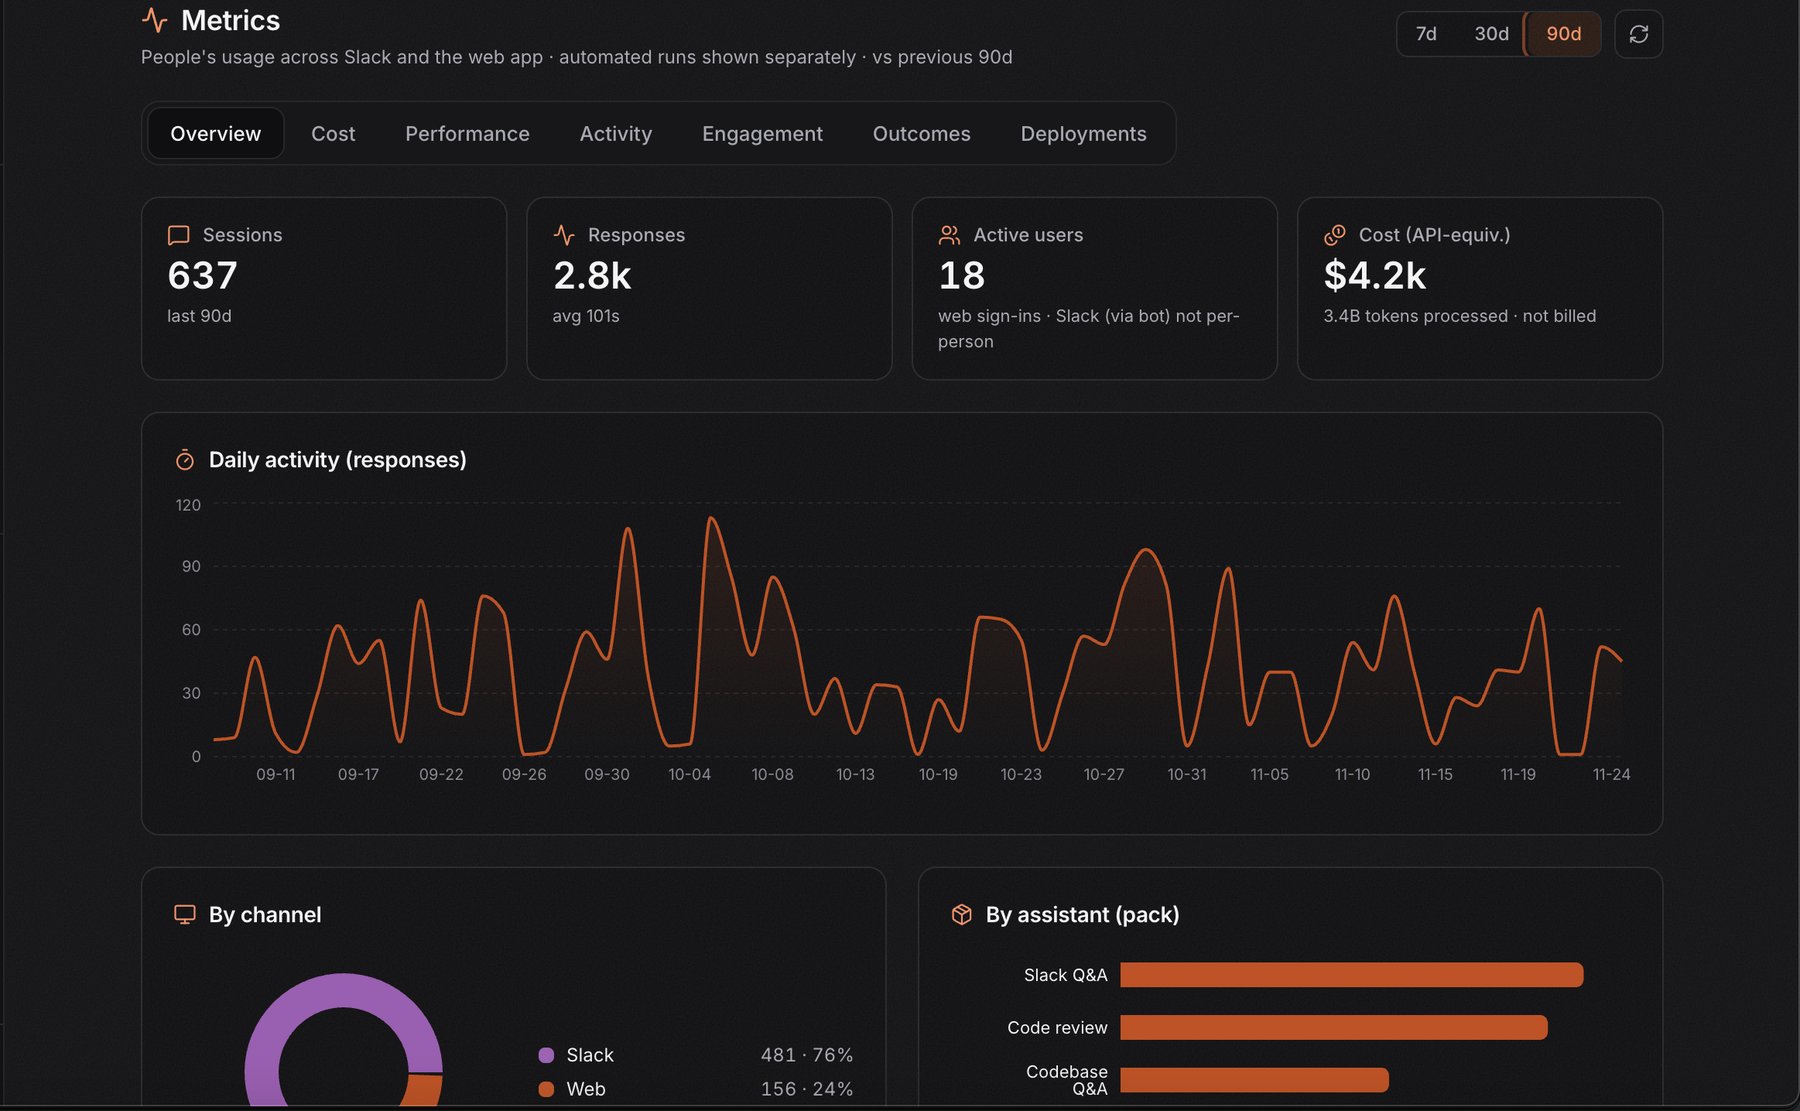 Metrics
People's usage across Slack and the web app · automated runs shown separately · vs previous 90d
7d 30d 90d
Overview Cost Performance Activity Engagement Outcomes Deployments
Sessions
637
last 90d
Responses
2.8k
avg 101s
Active users
18
web sign-ins · Slack (via bot) not per-
person
Cost (API-equiv.)
$4.2k
3.4B tokens processed · not billed
Daily activity (responses)
120
90
60
30
0
09-11 09-17 09-22 09-26 09-30 10-04 10-08 10-13 10-19 10-23 10-27 10-31 11-05 11-10 11-15 11-19 11-24
By channel
Slack 481 · 76%
Web 156 · 24%
By assistant (pack)
Slack Q&A
Code review
Codebase
Q&A